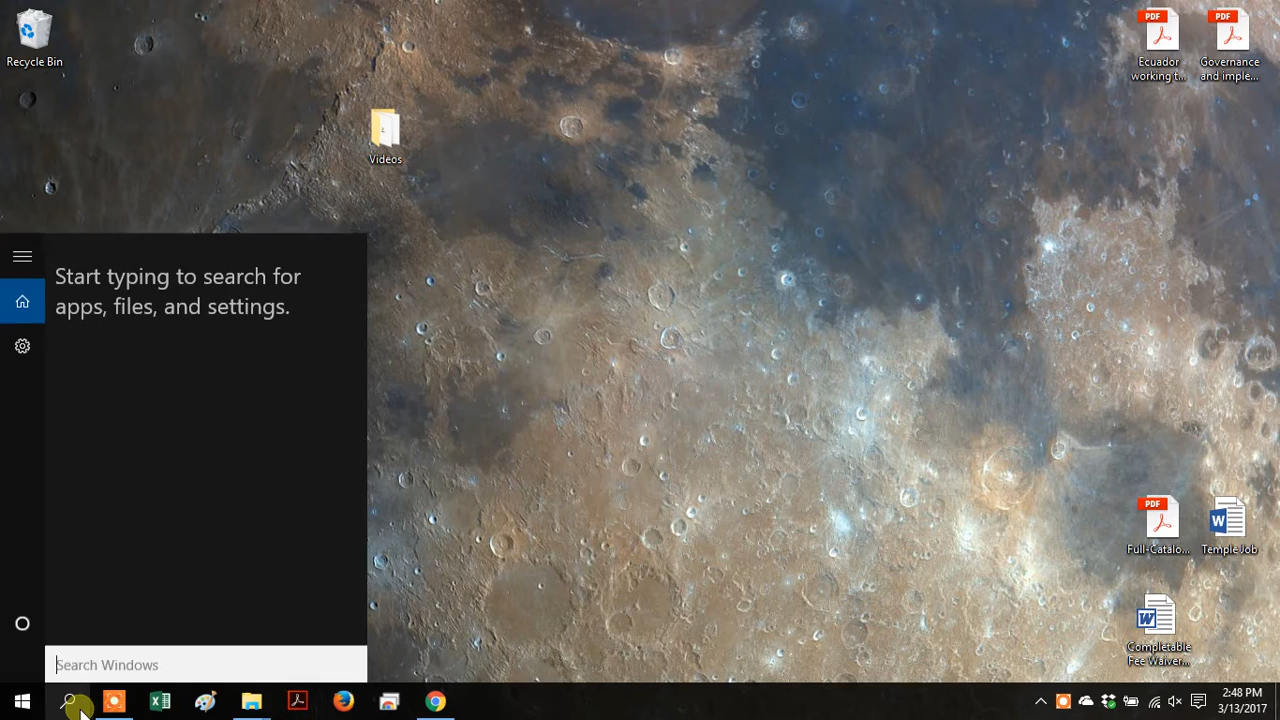 Recycle Bin
Videos
PDF
Ecuador
working t...
PDF
Governance
and imple...
Start typing to search for
apps, files, and settings.
PDF
Full-Catalo...
W
Temple Job
W
Completable
Fee Waiver...
Search Windows
2:48 PM
3/13/2017